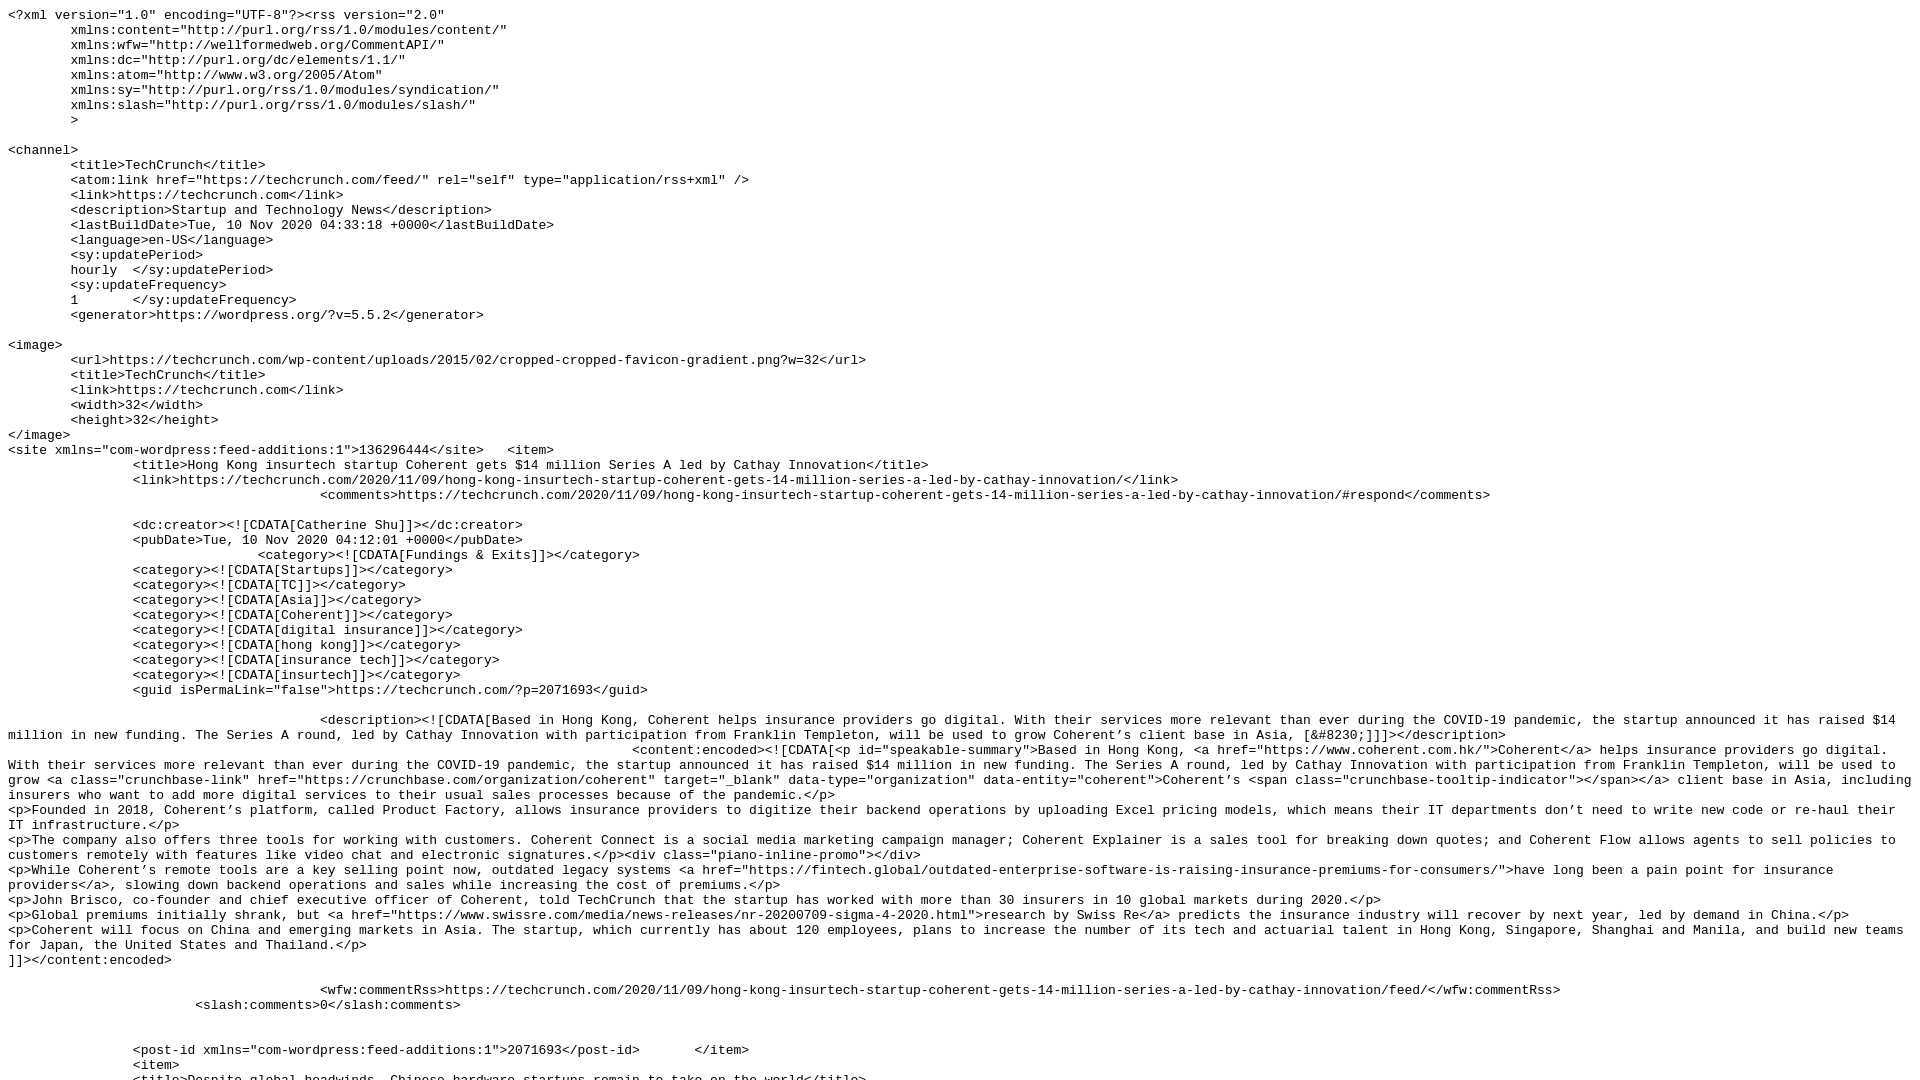 <?xml version="1.0" encoding="UTF-8"?><rss version="2.0"
xmlns:content="http://purl.org/rss/1.0/modules/content/"
xmlns:wfw="http://wellformedweb.org/CommentAPI/"
xmlns:dc="http://purl.org/dc/elements/1.1/"
xmlns:atom="http://www.w3.org/2005/Atom"
xmlns:sy="http://purl.org/rss/1.0/modules/syndication/"
xmlns:slash="http://purl.org/rss/1.0/modules/slash/"
>
<channel>
<title>TechCrunch</title>
<atom:link href="https://techcrunch.com/feed/" rel="self" type="application/rss+xml" />
<link>https://techcrunch.com</link>
<description>Startup and Technology News</description>
<lastBuildDate>Tue, 10 Nov 2020 04:33:18 +0000</lastBuildDate>
<language>en-US</language>
<sy:updatePeriod>
hourly  </sy:updatePeriod>
<sy:updateFrequency>
1       </sy:updateFrequency>
<generator>https://wordpress.org/?v=5.5.2</generator>
<image>
<url>https://techcrunch.com/wp-content/uploads/2015/02/cropped-cropped-favicon-gradient.png?w=32</url>
<title>TechCrunch</title>
<link>https://techcrunch.com</link>
<width>32</width>
<height>32</height>
</image>
<site xmlns="com-wordpress:feed-additions:1">136296444</site>   <item>
<title>Hong Kong insurtech startup Coherent gets $14 million Series A led by Cathay Innovation</title>
<link>https://techcrunch.com/2020/11/09/hong-kong-insurtech-startup-coherent-gets-14-million-series-a-led-by-cathay-innovation/</link>
<comments>https://techcrunch.com/2020/11/09/hong-kong-insurtech-startup-coherent-gets-14-million-series-a-led-by-cathay-innovation/#respond</comments>
<dc:creator><![CDATA[Catherine Shu]]></dc:creator>
<pubDate>Tue, 10 Nov 2020 04:12:01 +0000</pubDate>
<category><![CDATA[Fundings & Exits]]></category>
<category><![CDATA[Startups]]></category>
<category><![CDATA[TC]]></category>
<category><![CDATA[Asia]]></category>
<category><![CDATA[Coherent]]></category>
<category><![CDATA[digital insurance]]></category>
<category><![CDATA[hong kong]]></category>
<category><![CDATA[insurance tech]]></category>
<category><![CDATA[insurtech]]></category>
<guid isPermaLink="false">https://techcrunch.com/?p=2071693</guid>
<description><![CDATA[Based in Hong Kong, Coherent helps insurance providers go digital. With their services more relevant than ever during the COVID-19 pandemic, the startup announced it has raised $14
million in new funding. The Series A round, led by Cathay Innovation with participation from Franklin Templeton, will be used to grow Coherent’s client base in Asia, [&#8230;]]]></description>
<content:encoded><![CDATA[<p id="speakable-summary">Based in Hong Kong, <a href="https://www.coherent.com.hk/">Coherent</a> helps insurance providers go digital.
With their services more relevant than ever during the COVID-19 pandemic, the startup announced it has raised $14 million in new funding. The Series A round, led by Cathay Innovation with participation from Franklin Templeton, will be used to
grow <a class="crunchbase-link" href="https://crunchbase.com/organization/coherent" target="_blank" data-type="organization" data-entity="coherent">Coherent’s <span class="crunchbase-tooltip-indicator"></span></a> client base in Asia, including
insurers who want to add more digital services to their usual sales processes because of the pandemic.</p>
<p>Founded in 2018, Coherent’s platform, called Product Factory, allows insurance providers to digitize their backend operations by uploading Excel pricing models, which means their IT departments don’t need to write new code or re-haul their
IT infrastructure.</p>
<p>The company also offers three tools for working with customers. Coherent Connect is a social media marketing campaign manager; Coherent Explainer is a sales tool for breaking down quotes; and Coherent Flow allows agents to sell policies to
customers remotely with features like video chat and electronic signatures.</p><div class="piano-inline-promo"></div>
<p>While Coherent’s remote tools are a key selling point now, outdated legacy systems <a href="https://fintech.global/outdated-enterprise-software-is-raising-insurance-premiums-for-consumers/">have long been a pain point for insurance
providers</a>, slowing down backend operations and sales while increasing the cost of premiums.</p>
<p>John Brisco, co-founder and chief executive officer of Coherent, told TechCrunch that the startup has worked with more than 30 insurers in 10 global markets during 2020.</p>
<p>Global premiums initially shrank, but <a href="https://www.swissre.com/media/news-releases/nr-20200709-sigma-4-2020.html">research by Swiss Re</a> predicts the insurance industry will recover by next year, led by demand in China.</p>
<p>Coherent will focus on China and emerging markets in Asia. The startup, which currently has about 120 employees, plans to increase the number of its tech and actuarial talent in Hong Kong, Singapore, Shanghai and Manila, and build new teams
for Japan, the United States and Thailand.</p>
]]></content:encoded>
<wfw:commentRss>https://techcrunch.com/2020/11/09/hong-kong-insurtech-startup-coherent-gets-14-million-series-a-led-by-cathay-innovation/feed/</wfw:commentRss>
<slash:comments>0</slash:comments>
<post-id xmlns="com-wordpress:feed-additions:1">2071693</post-id>       </item>
<item>
<title>Despite global headwinds, Chinese hardware startups remain to take on the world</title>